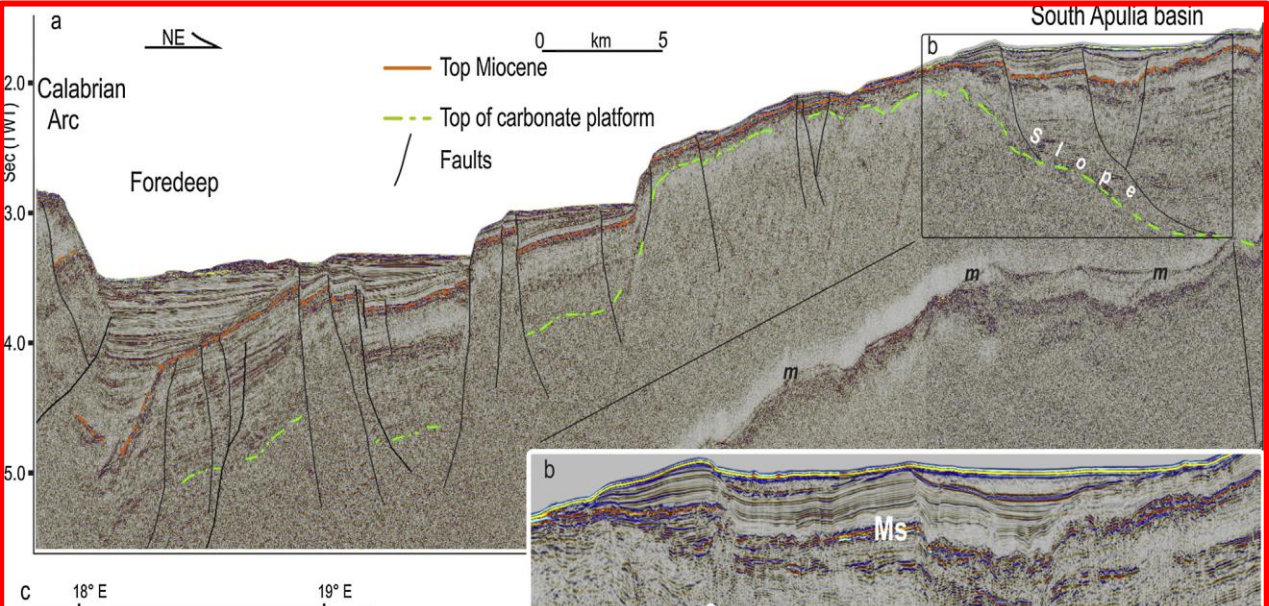 a
South Apulia basin
NE
0 km 5
b
Top Miocene
2.0
Calabrian
Arc
Sec (TWT)
Top of carbonate platform
Faults
Slope
Foredeep
3.0
m
m
4.0
m
5.0
b
Ms
c
18° E
19° E